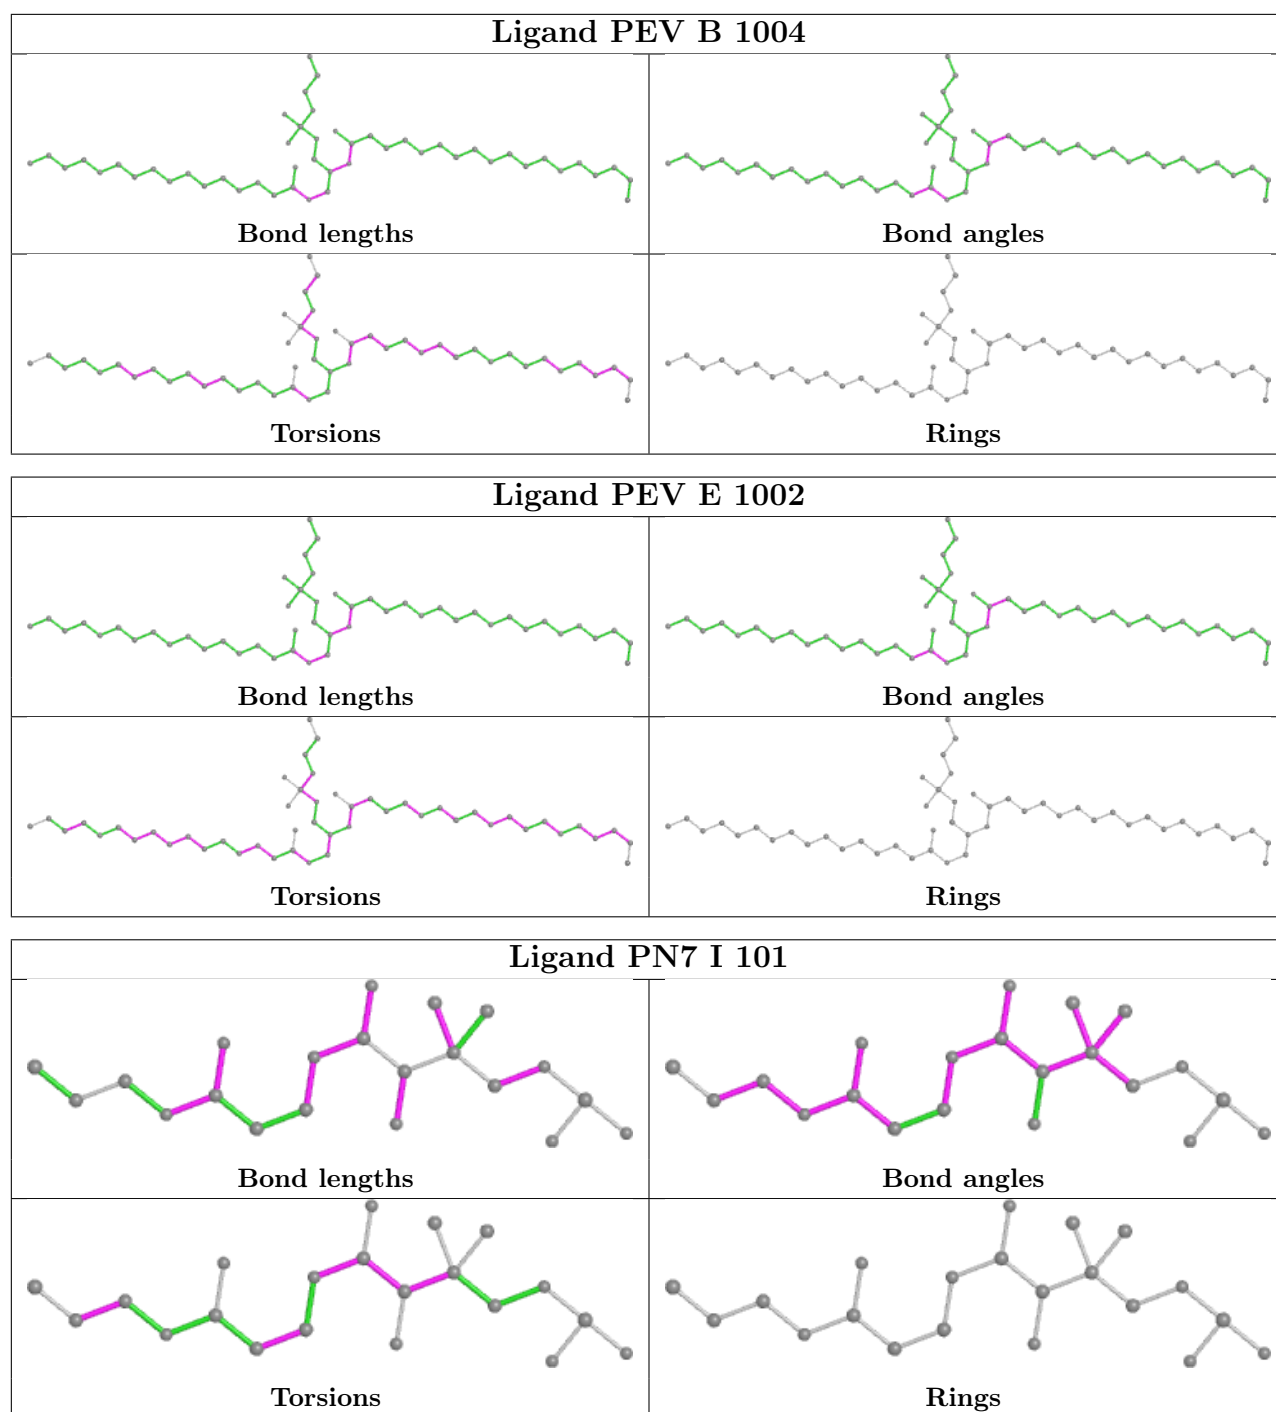 Ligand PEV B 1004
Bond lengths
Bond angles
Torsions
Rings
Ligand PEV E 1002
Bond lengths
Bond angles
Torsions
Rings
Ligand PN7 I 101
Bond lengths
Bond angles
Torsions
Rings